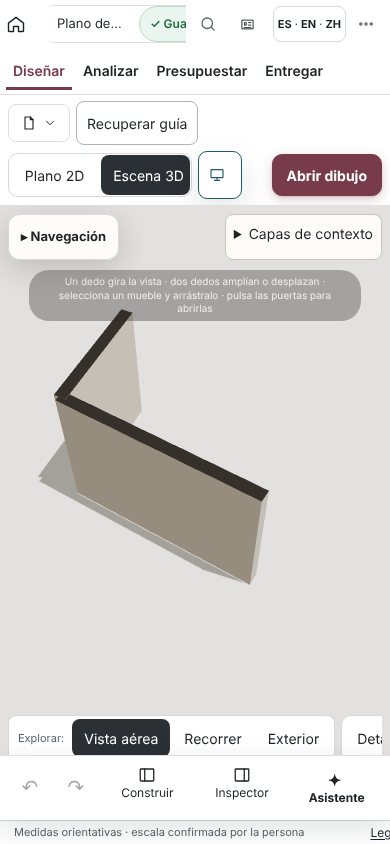 Plano de...
✓ Gua
ES · EN · ZH
Diseñar Analizar Presupuestar Entregar
Recuperar guía
Plano 2D Escena 3D Abrir dibujo
▸ Navegación
▶ Capas de contexto
Un dedo gira la vista · dos dedos amplian o desplazan ·
selecciona un mueble y arrástralo · pulsa las puertas para
abrirlas
Explorar: Vista aérea Recorrer Exterior Deta
Construir Inspector Asistente
Medidas orientativas · escala confirmada por la persona Leg